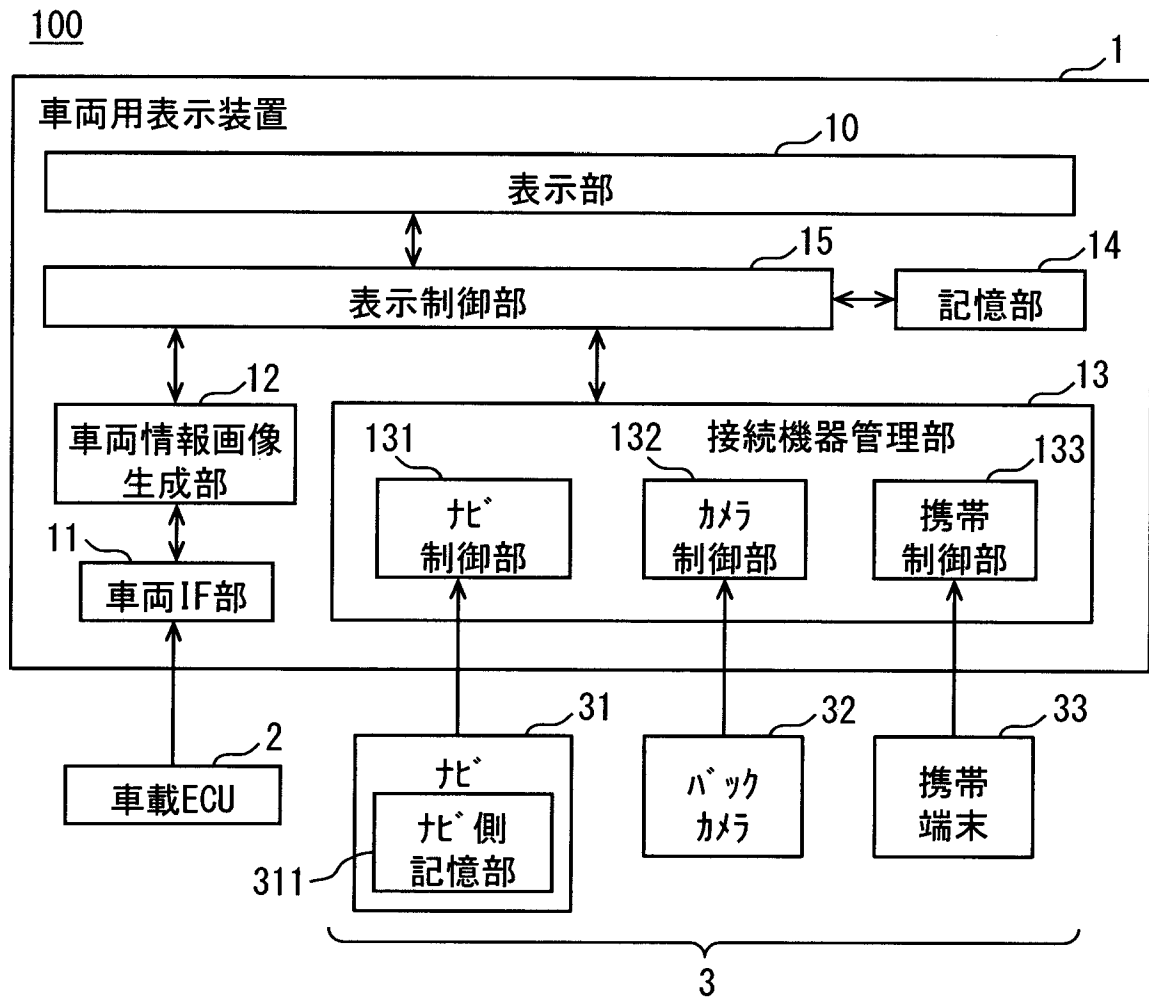 100
1
車両用表示装置
10
表示部
15
14
表示制御部
記憶部
12
13
車両情報画像
生成部
接続機器管理部
131
132
133
ﾅﾋﾞ
制御部
ｶﾒﾗ
制御部
携帯
制御部
11
車両IF部
2
車載ECU
31
ﾅﾋﾞ
ﾅﾋﾞ側
記憶部
311
32
ﾊﾞｯｸ
ｶﾒﾗ
33
携帯
端末
3